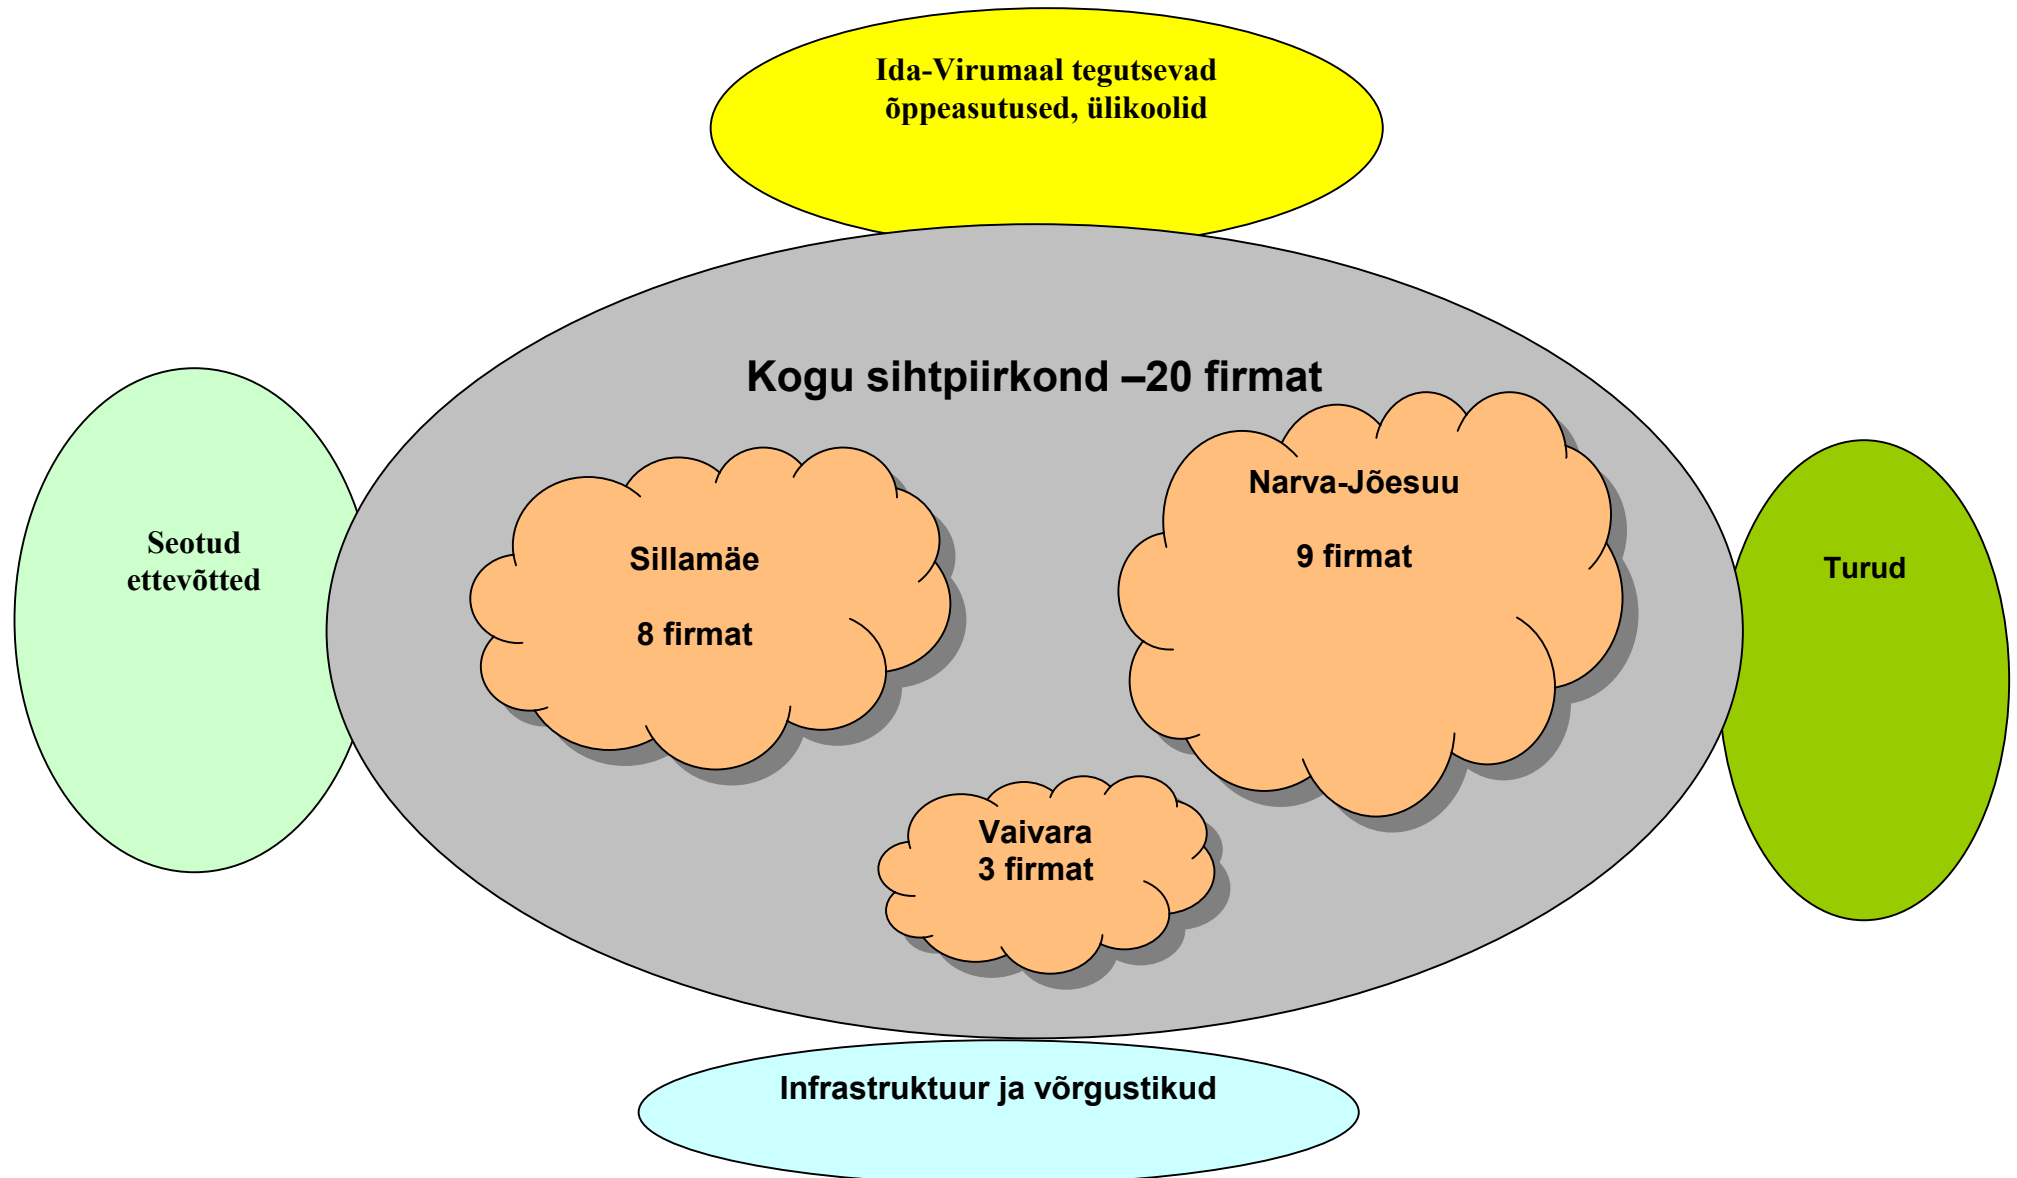 Ida-Virumaal tegutsevad
õppeasutused, ülikoolid
Kogu sihtpiirkond –20 firmat
Seotud
ettevõtted
Sillamäe
8 firmat
Narva-Jõesuu
9 firmat
Turud
Vaivara
3 firmat
Infrastruktuur ja võrgustikud